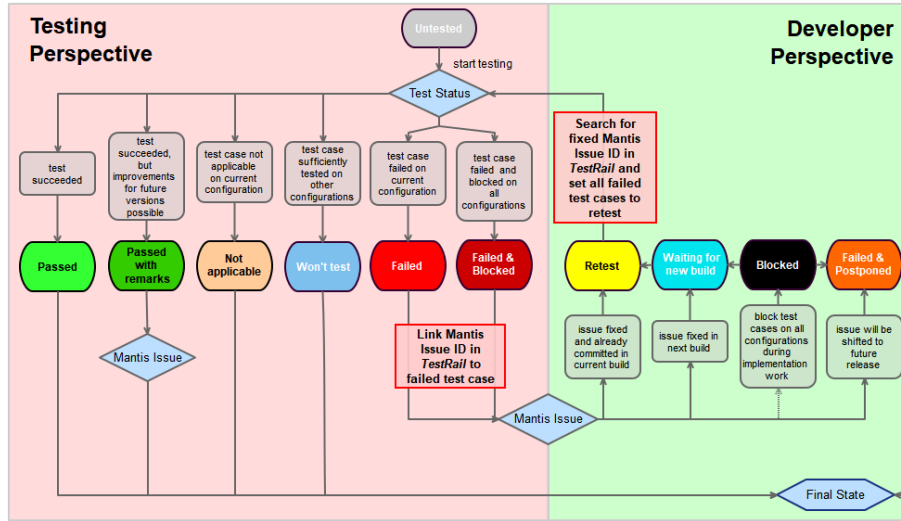 Testing
Perspective
Developer
Perspective
Untested
start testing
Test Status
test
succeeded
test
succeeded,
but
improvements
for future
versions
possible
test case not
applicable
on current
configuration
test case
sufficiently
tested on
other
configurations
test case
failed on
current
configuration
test case
failed and
blocked on
all
configurations
Search for
fixed Mantis
Issue ID in
TestRail and
set all failed
test cases to
retest
Passed
Passed
with
remarks
Not
applicable
Won't test
Failed
Failed &
Blocked
Retest
Waiting for
new build
Blocked
Failed &
Postponed
Mantis Issue
Link Mantis
Issue ID in
TestRail to
failed test case
issue fixed
and already
committed in
current build
issue fixed
in next build
block test
cases on all
configurations
during
implementation
work
issue will be
shifted to
future
release
Mantis Issue
Final State